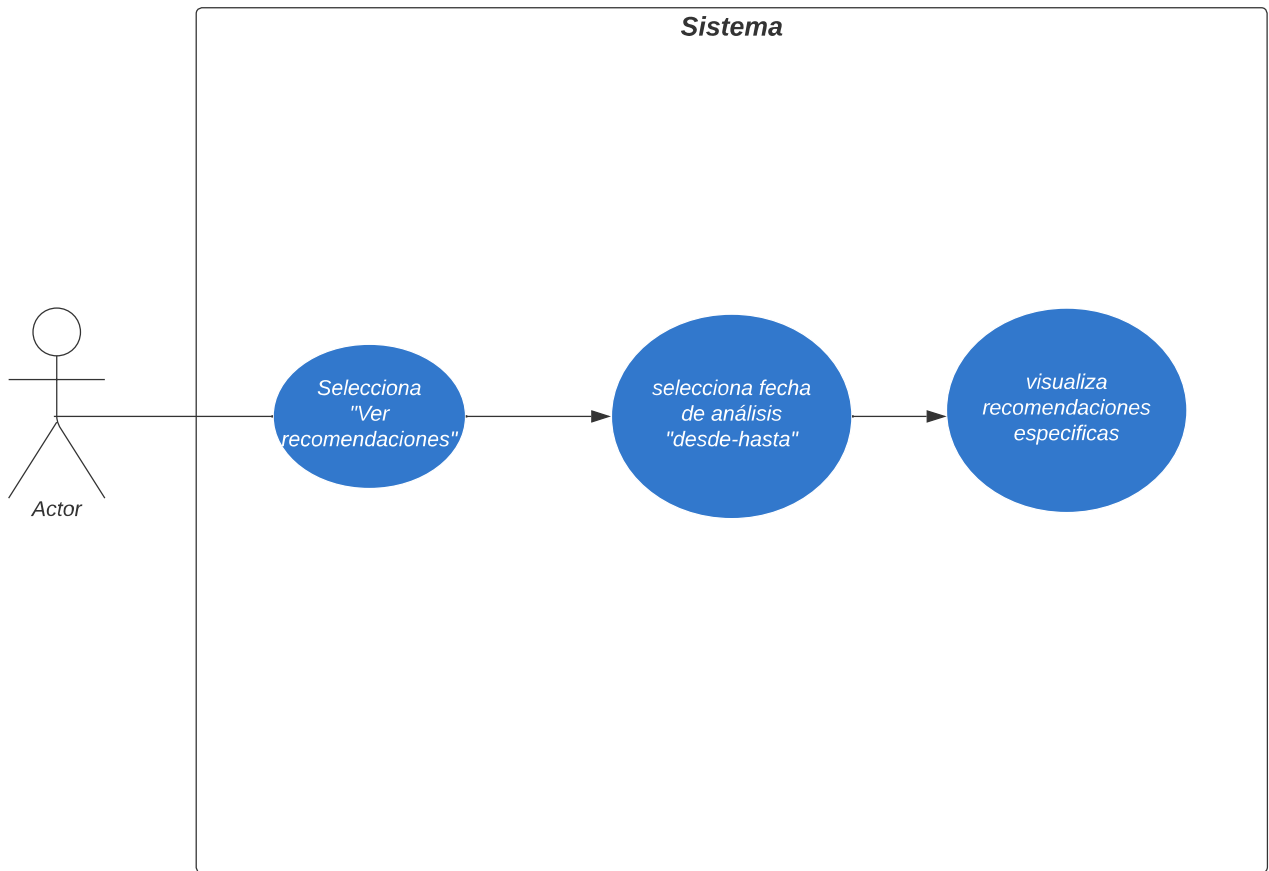 Sistema
Selecciona
"Ver
recomendaciones"
selecciona fecha
de análisis
"desde-hasta"
visualiza
recomendaciones
especificas
Actor